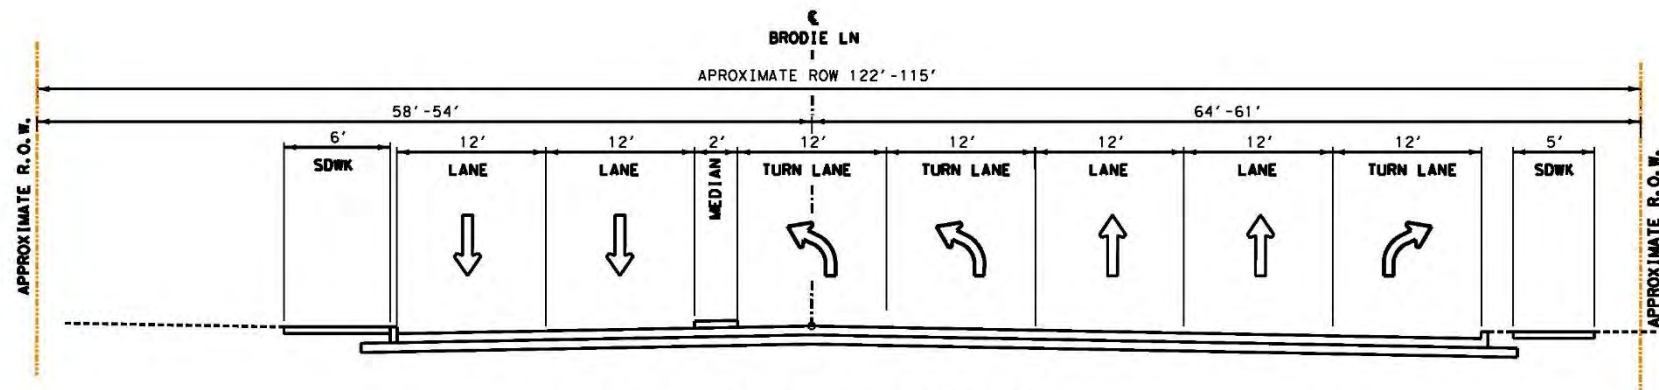 ℄
BRODIE LN
APROXIMATE ROW 122'-115'
58'-54'
64'-61'
6'
12'
12'
2'
12'
12'
12'
12'
12'
5'
SDWK
LANE
LANE
MEDIAN
TURN LANE
TURN LANE
LANE
LANE
TURN LANE
SDWK
APPROXIMATE R.O.W.
APPROXIMATE R.O.W.